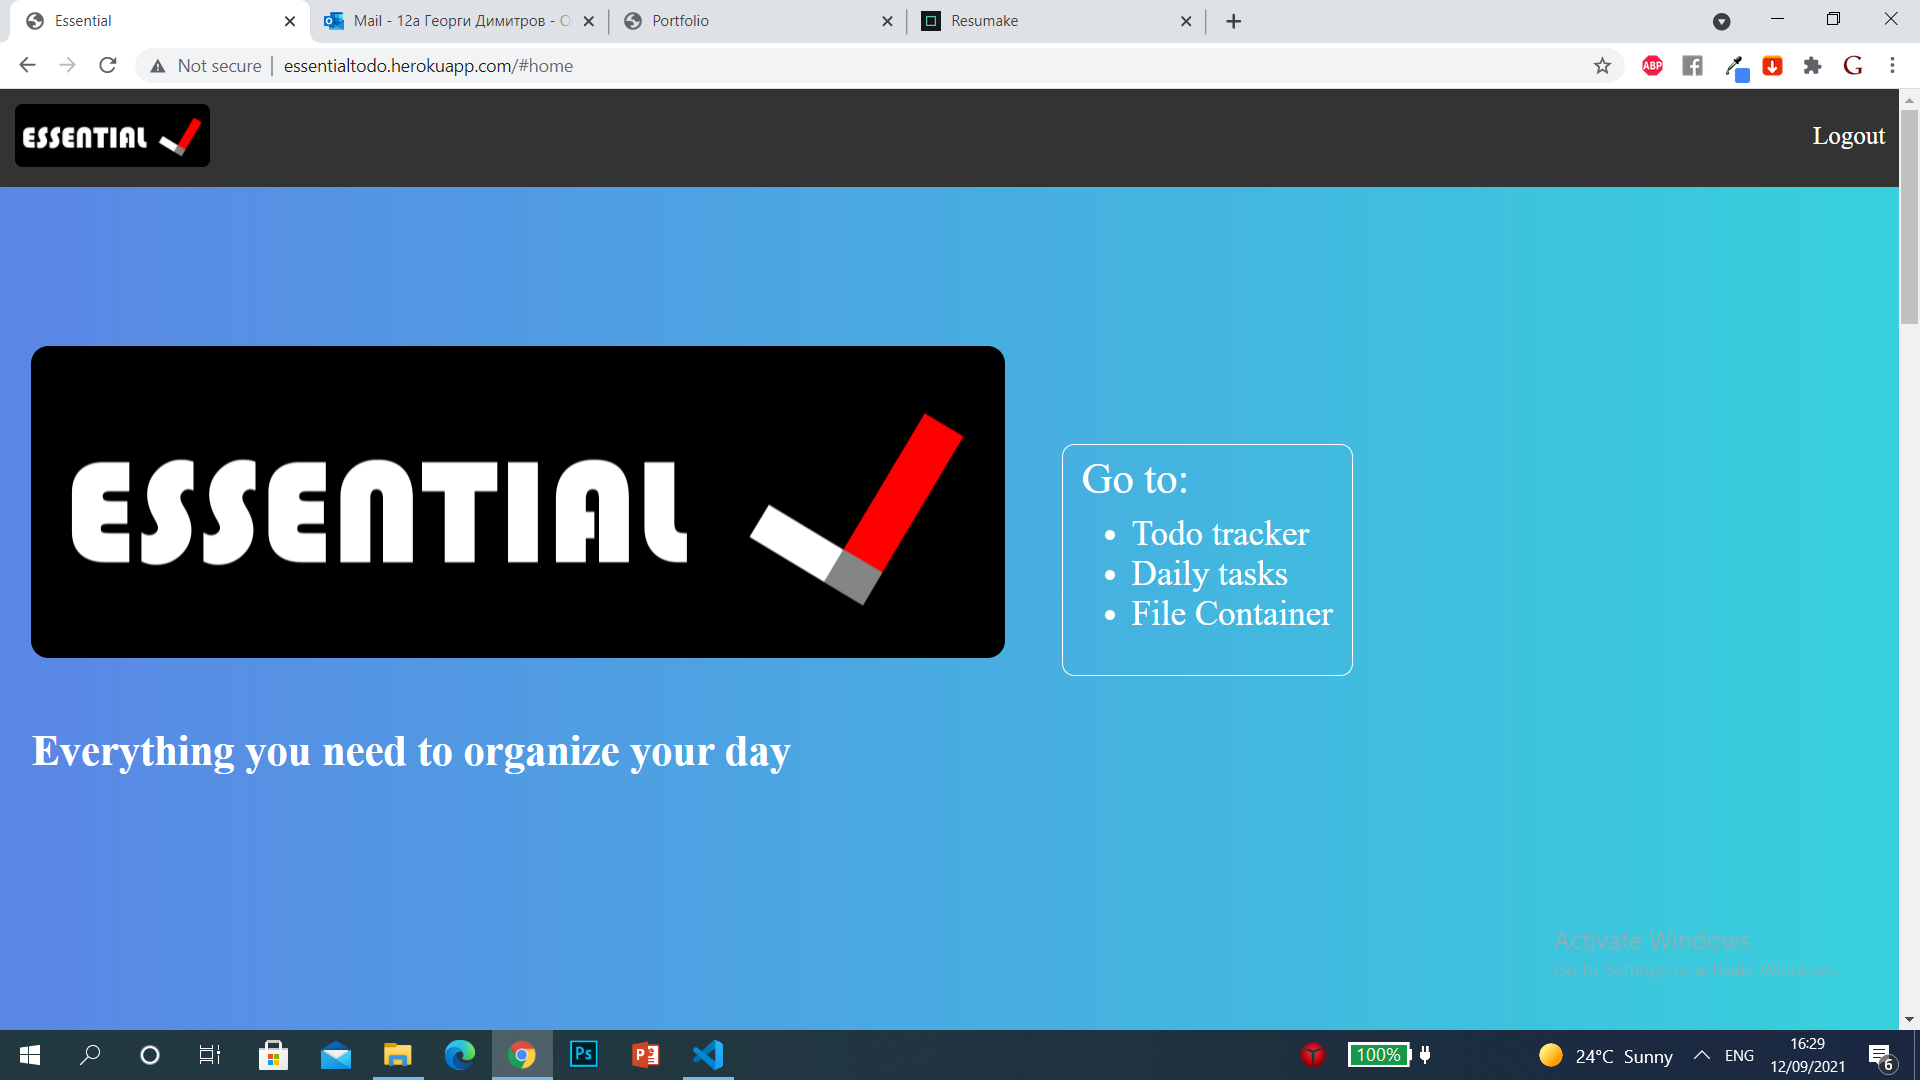 Essential
Mail - 12а Георги Димитров - O
Portfolio
Resumake
Not secure
essentialtodo.herokuapp.com/#home
ABP
G
ESSENTIAL
Logout
ESSENTIAL
Go to:
Todo tracker
Daily tasks
File Container
Everything you need to organize your day
Activate Windows
Go to Settings to activate Windows.
Ps
100%
24°C Sunny
ENG
16:29
12/09/2021
6